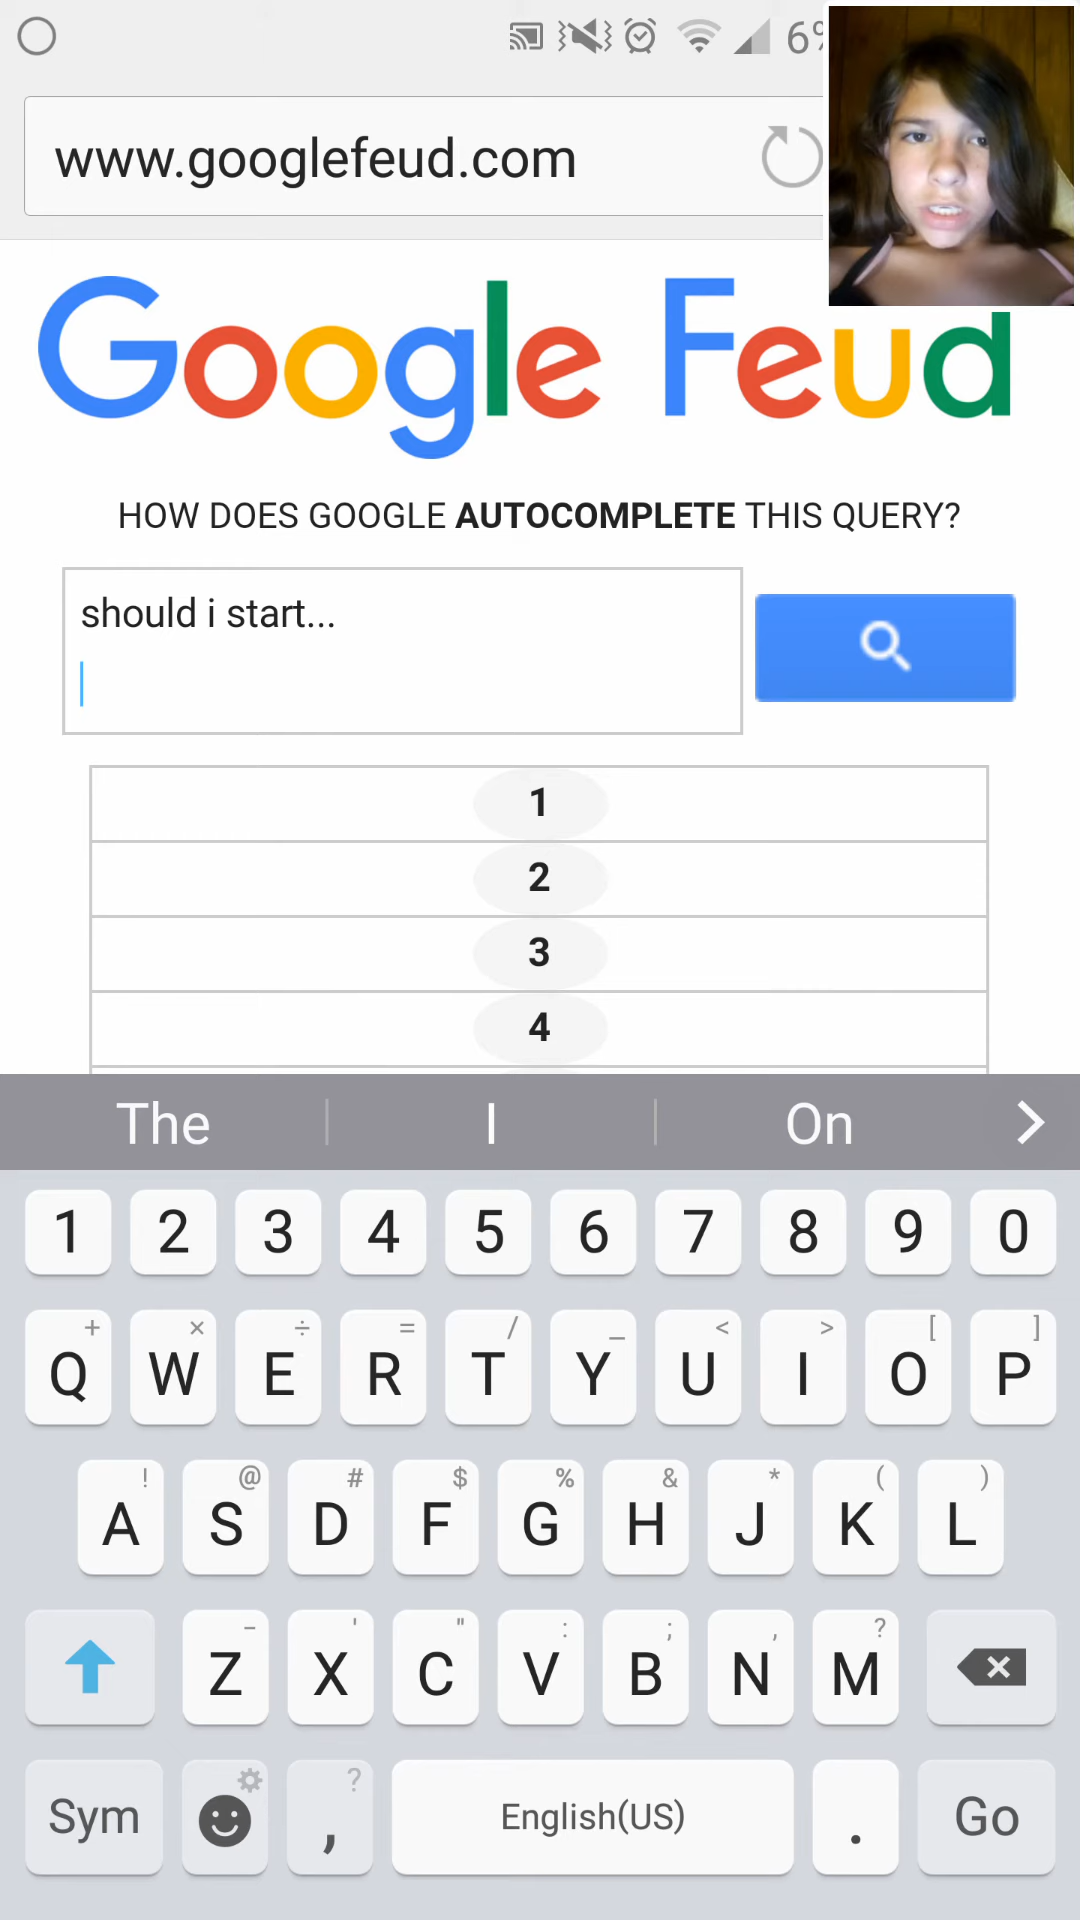 6%
www.googlefeud.com
Google Feud
HOW DOES GOOGLE AUTOCOMPLETE THIS QUERY?
should i start...
1
2
3
4
The I On
1 2 3 4 5 6 7 8 9 0
+ × ÷ = / _ < > [ ]
Q W E R T Y U I O P
! @ # $ % & * ( )
A S D F G H J K L
- ' " : ; , ?
Z X C V B N M
?
Sym , English(US) . Go